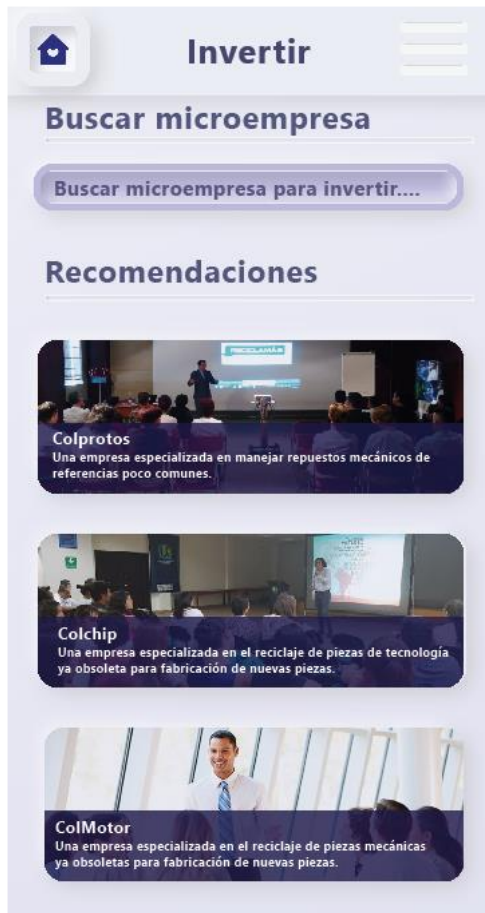 Invertir
Buscar microempresa
Buscar microempresa para invertir....
Recomendaciones
RECICLAMÁS
Colprotos
Una empresa especializada en manejar repuestos mecánicos de
referencias poco comunes.
Colchip
Una empresa especializada en el reciclaje de piezas de tecnología
ya obsoleta para fabricación de nuevas piezas.
ColMotor
Una empresa especializada en el reciclaje de piezas mecánicas
ya obsoletas para fabricación de nuevas piezas.